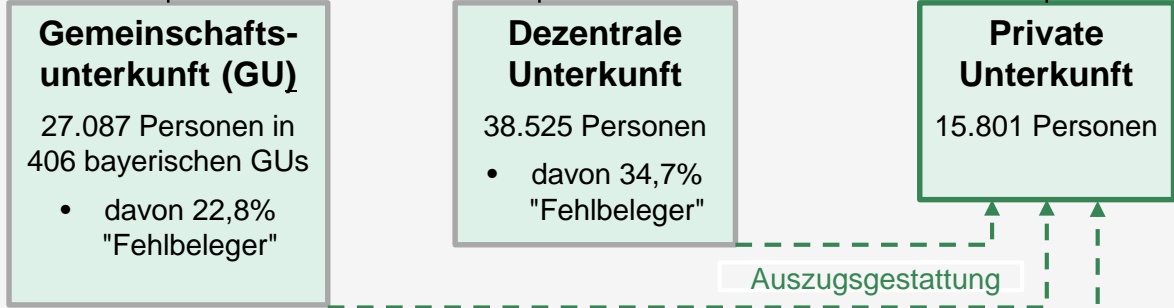 Gemeinschafts-
unterkunft (GU)
27.087 Personen in
406 bayerischen GUs
• davon 22,8%
"Fehlbeleger"
Dezentrale
Unterkunft
38.525 Personen
• davon 34,7%
"Fehlbeleger"
Private
Unterkunft
15.801 Personen
Auszugsgestattung